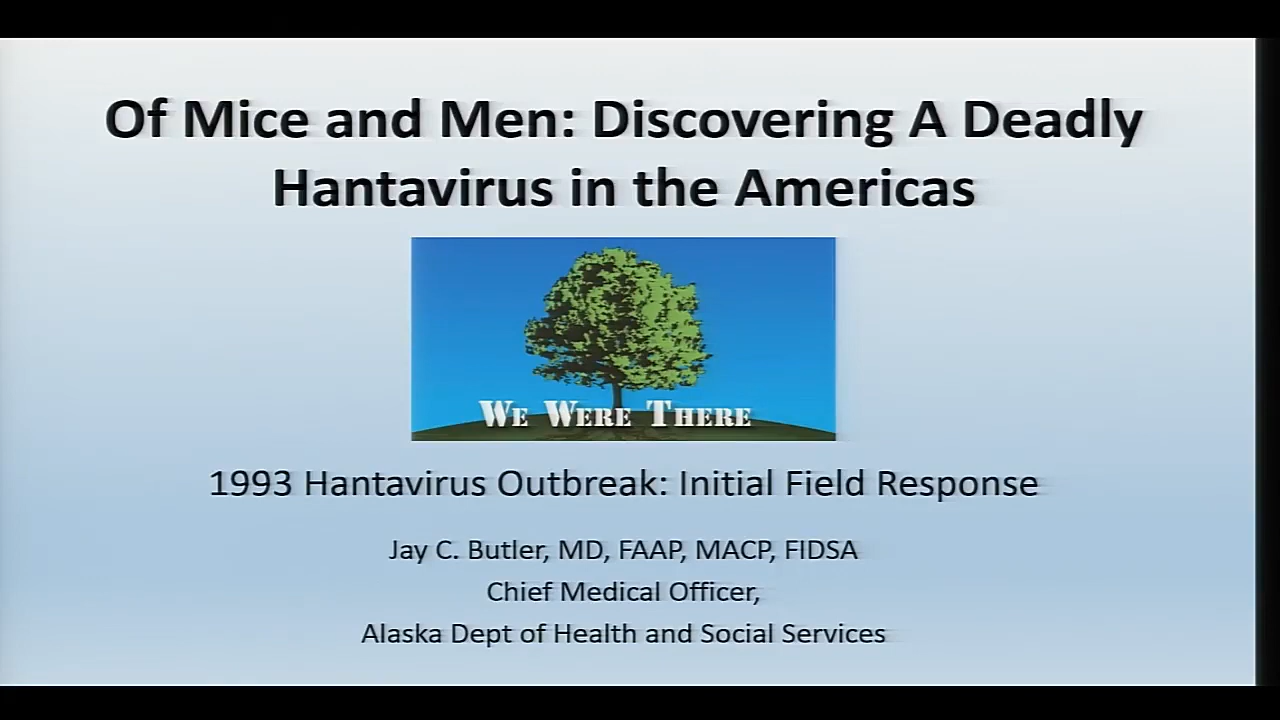 Of Mice and Men: Discovering A Deadly
Hantavirus in the Americas
We Were There
1993 Hantavirus Outbreak: Initial Field Response
Jay C. Butler, MD, FAAP, MACP, FIDSA
Chief Medical Officer,
Alaska Dept of Health and Social Services